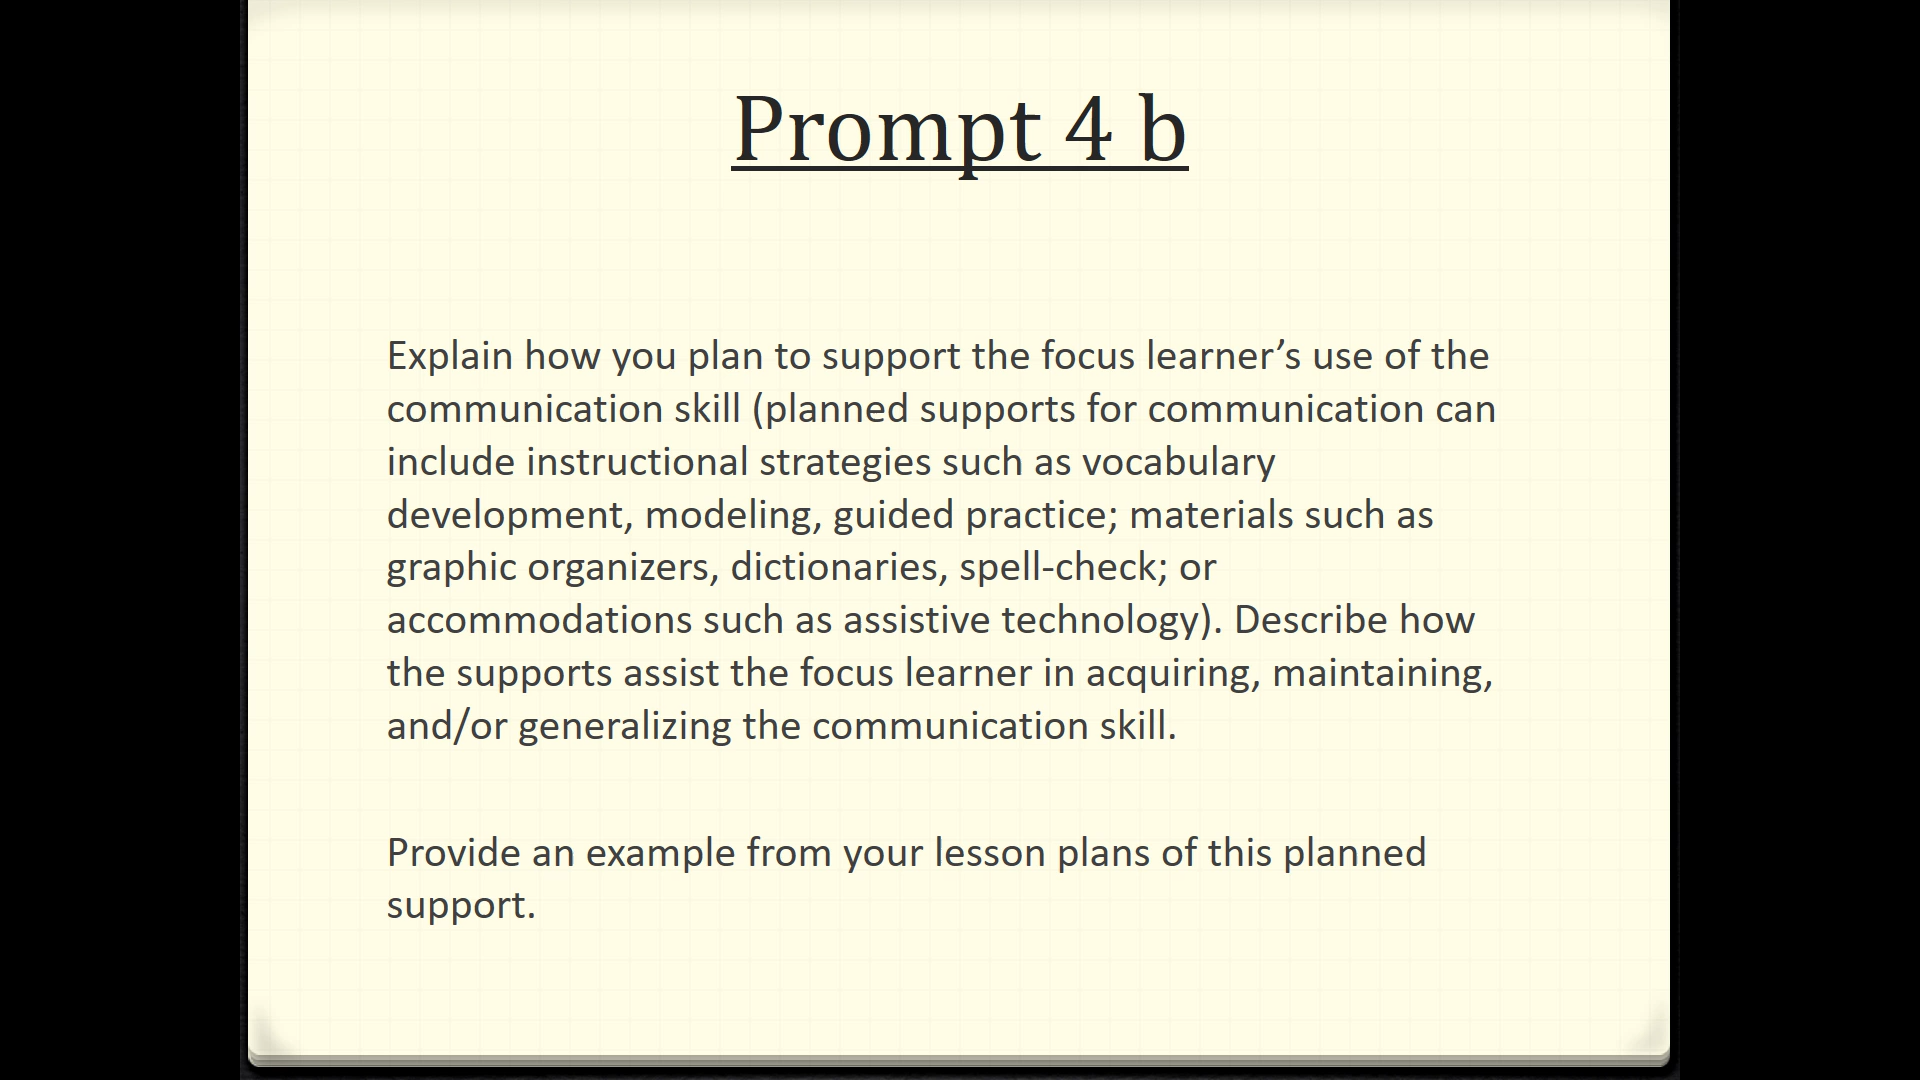 Prompt 4 b
Explain how you plan to support the focus learner’s use of the
communication skill (planned supports for communication can
include instructional strategies such as vocabulary
development, modeling, guided practice; materials such as
graphic organizers, dictionaries, spell-check; or
accommodations such as assistive technology). Describe how
the supports assist the focus learner in acquiring, maintaining,
and/or generalizing the communication skill.
Provide an example from your lesson plans of this planned
support.